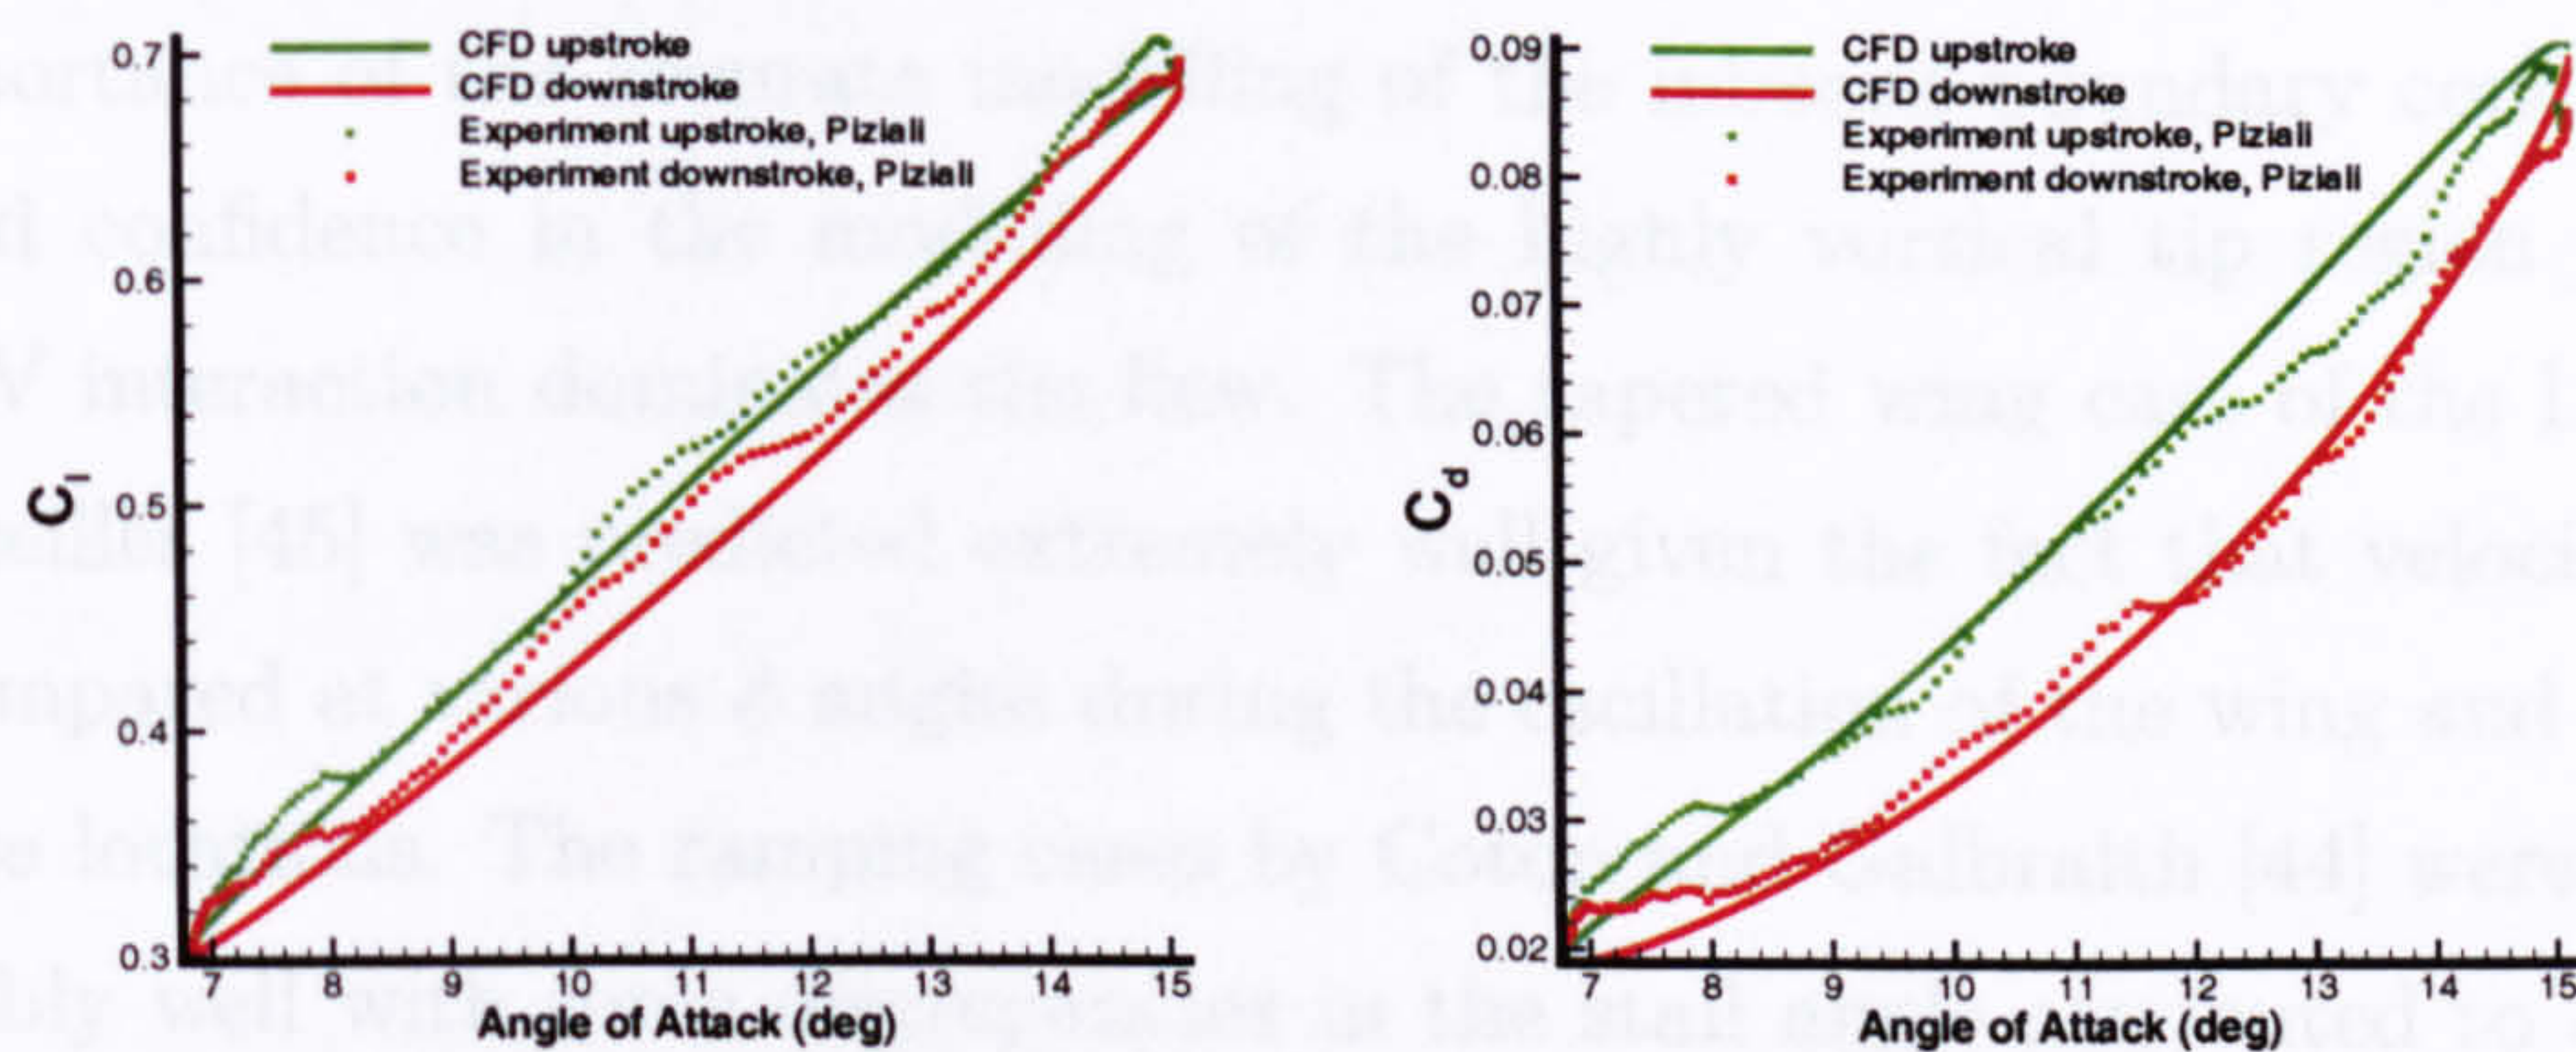 CFD upstroke
CFD downstroke
Experiment upstroke, Piziali
Experiment downstroke, Piziali
0.7
0.6
0.5
0.4
0.3
Cl
7 8 9 10 11 12 13 14 15
Angle of Attack (deg)
CFD upstroke
CFD downstroke
Experiment upstroke, Piziali
Experiment downstroke, Piziali
0.09
0.08
0.07
0.06
0.05
0.04
0.03
0.02
Cd
7 8 9 10 11 12 13 14 15
Angle of Attack (deg)